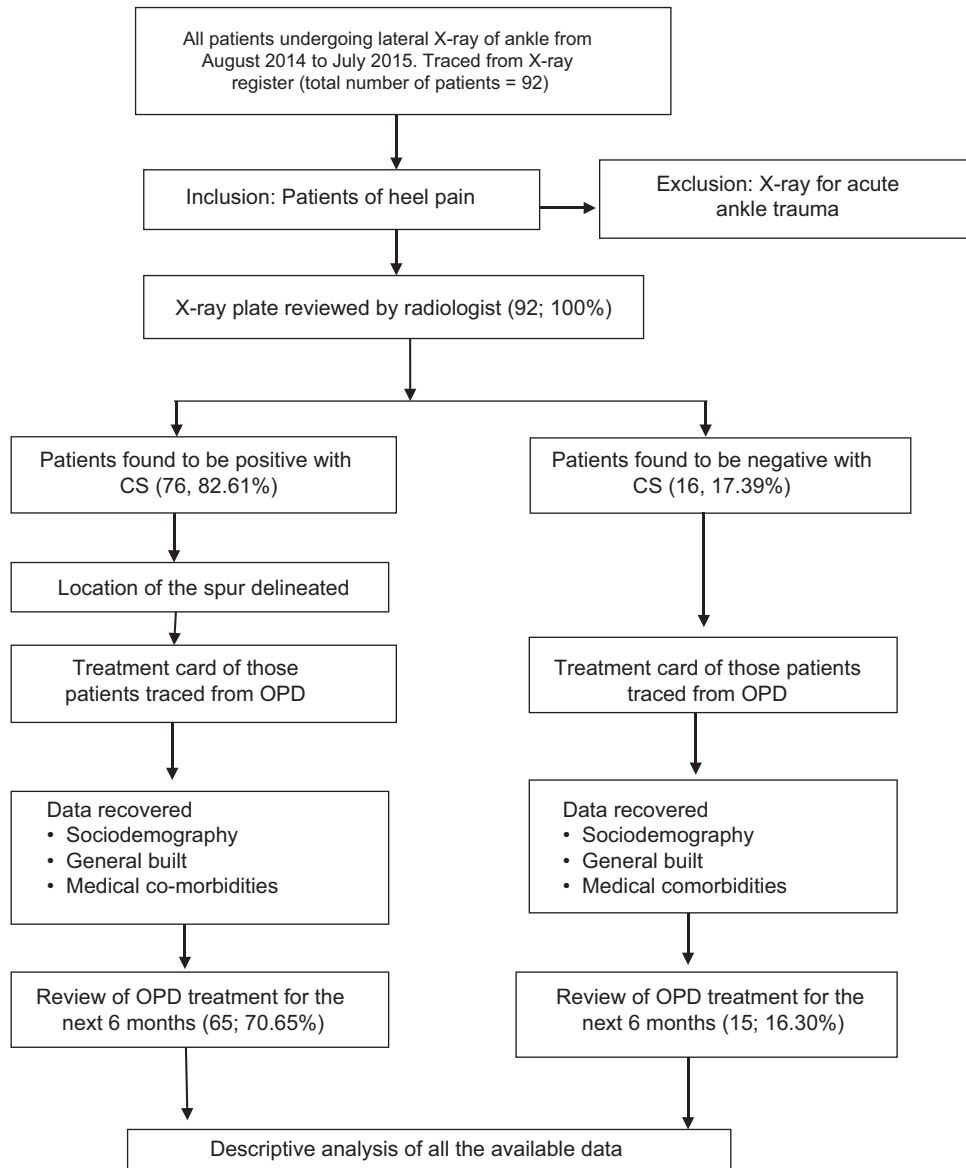 All patients undergoing lateral X-ray of ankle from
August 2014 to July 2015. Traced from X-ray
register (total number of patients = 92)
Inclusion: Patients of heel pain
Exclusion: X-ray for acute
ankle trauma
X-ray plate reviewed by radiologist (92; 100%)
Patients found to be positive with
CS (76, 82.61%)
Patients found to be negative with
CS (16, 17.39%)
Location of the spur delineated
Treatment card of those
patients traced from OPD
Treatment card of those patients
traced from OPD
Data recovered
• Sociodemography
• General built
• Medical co-morbidities
Data recovered
• Sociodemography
• General built
• Medical comorbidities
Review of OPD treatment for the
next 6 months (65; 70.65%)
Review of OPD treatment for the
next 6 months (15; 16.30%)
Descriptive analysis of all the available data